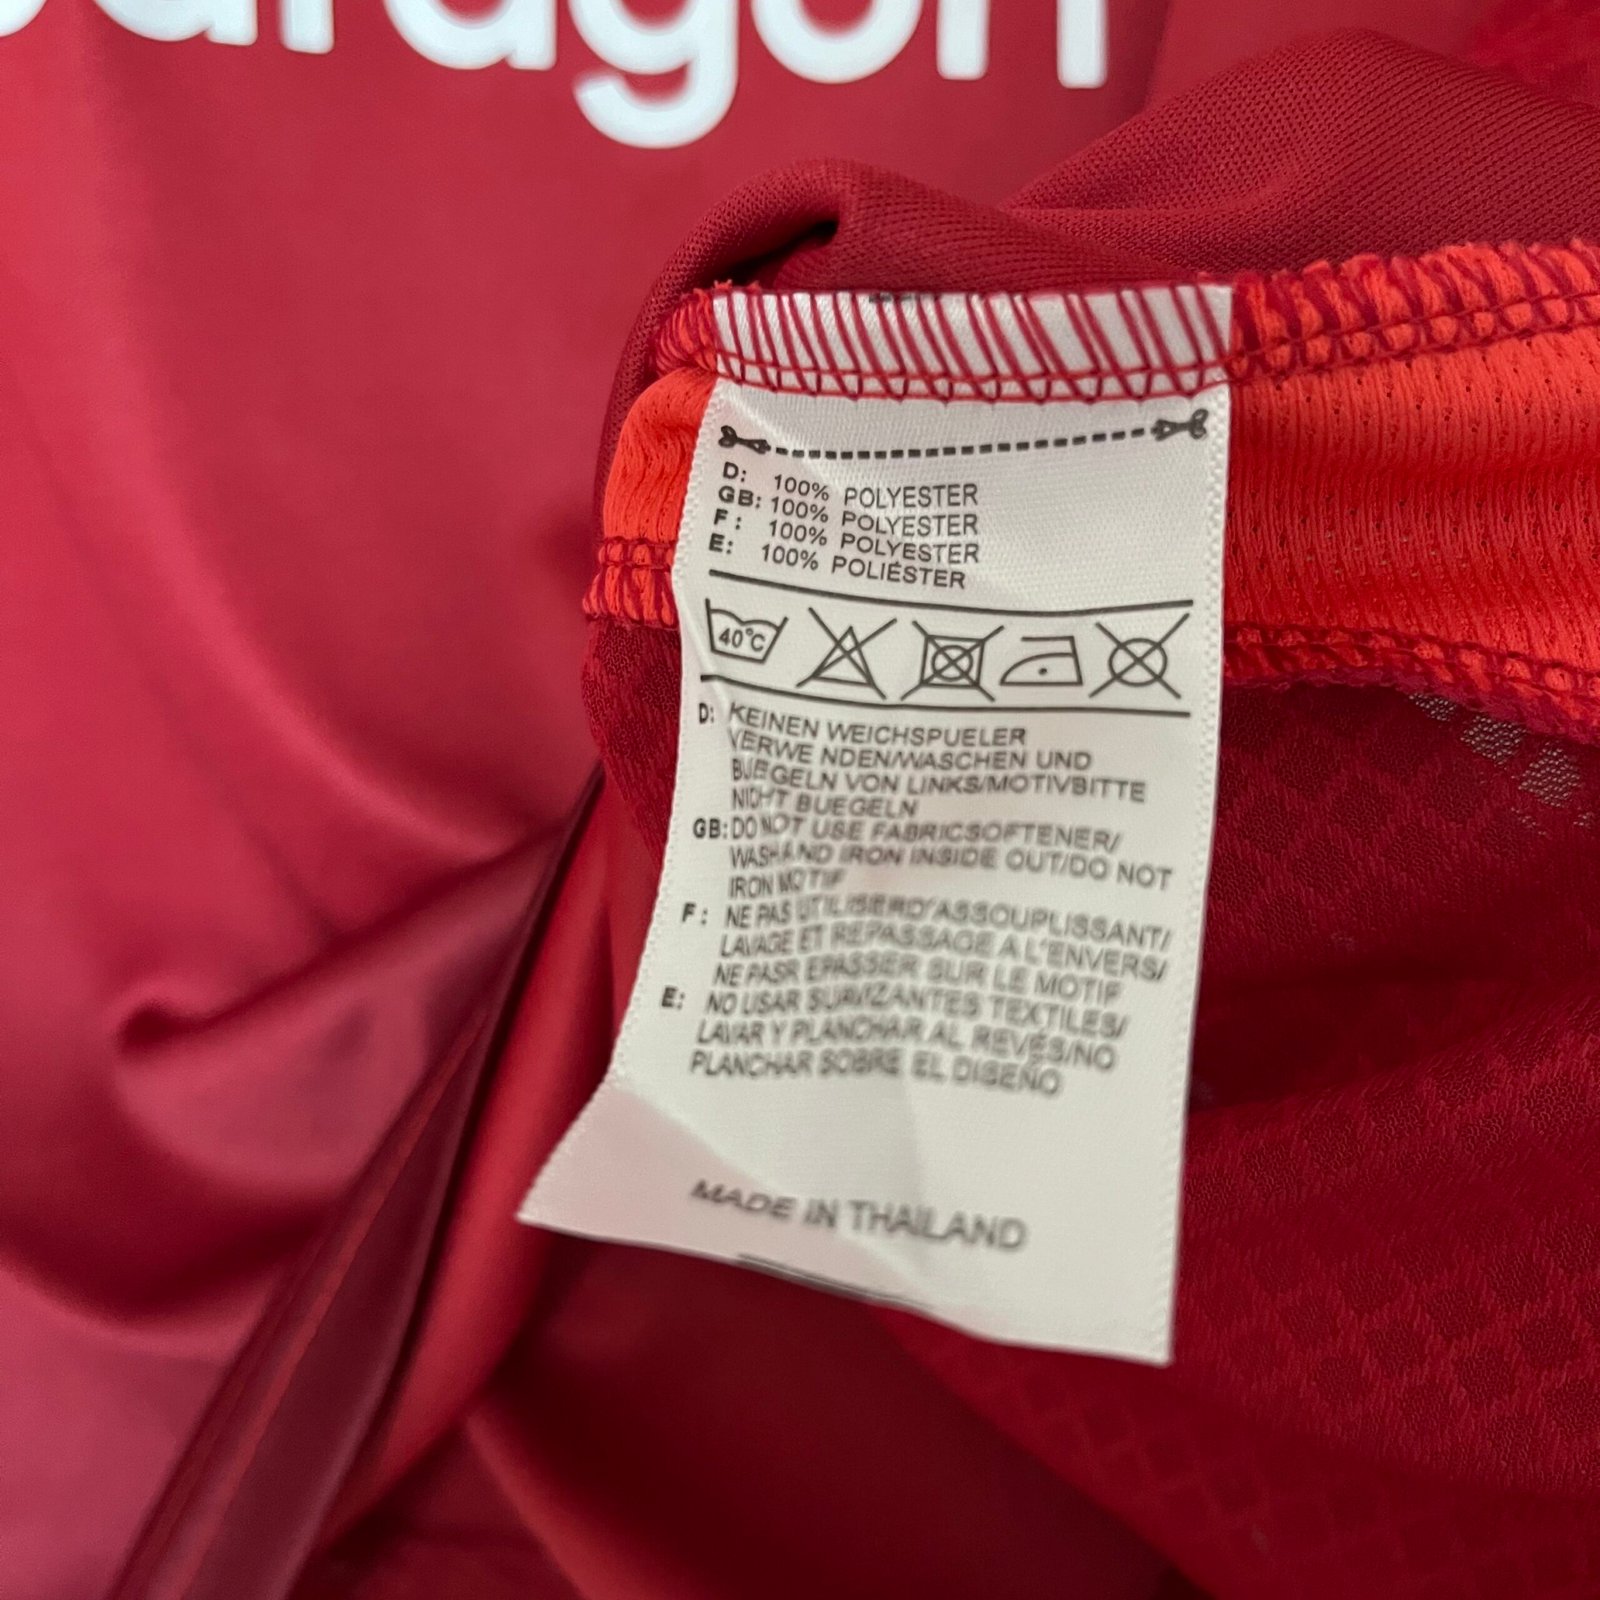 aragon
D: 100% POLYESTER
GB: 100% POLYESTER
F: 100% POLYESTER
E: 100% POLIÉSTER
40°C
D: KEINEN WEICHSPUELER
VERWE NDEN/WASCHEN UND
BUEGELN VON LINKS/MOTIVBITTE
NICHT BUEGELN
GB: DO NOT USE FABRICSOFTENER/
WASH AND IRON INSIDE OUT/DO NOT
IRON MOTIF
F: NE PAS UTILISERD'ASSOUPLISSANT/
LAVAGE ET REPASSAGE A L'ENVERS/
NE PASR EPASSER SUR LE MOTIF
E: NO USAR SUAVIZANTES TEXTILES/
LAVAR Y PLANCHAR AL REVÉS/NO
PLANCHAR SOBRE EL DISEÑO
MADE IN THAILAND